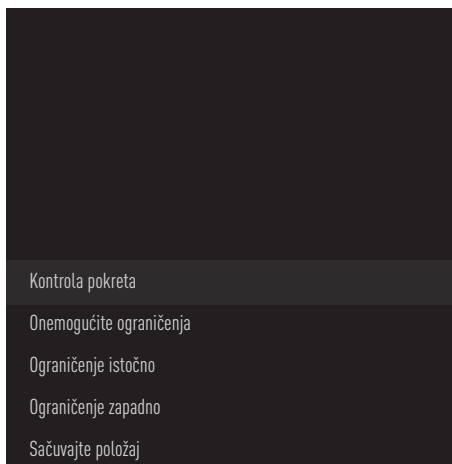 Kontrola pokreta
Onemogućite ograničenja
Ograničenje istočno
Ograničenje zapadno
Sačuvajte položaj